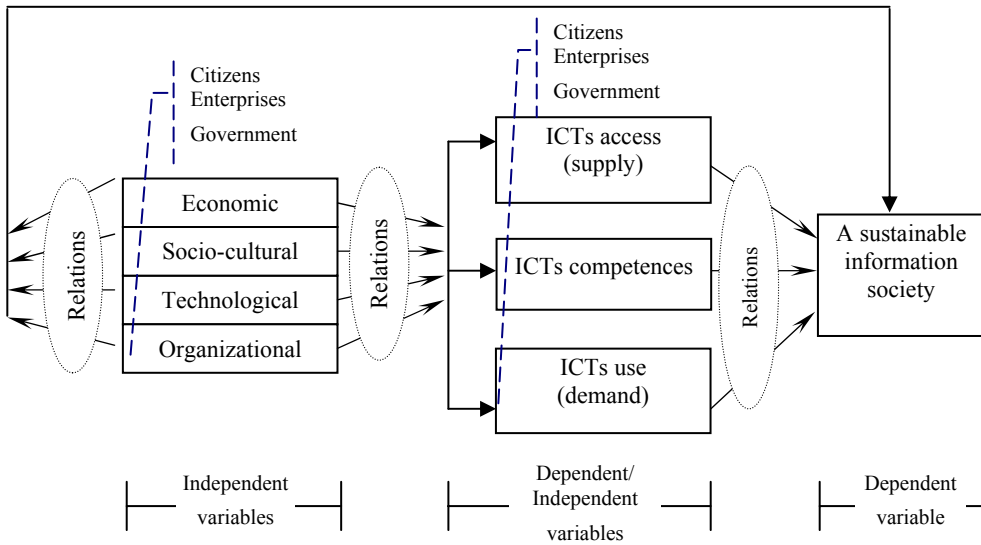 Citizens
Enterprises
Government
Citizens
Enterprises
Government
Relations
Economic
Socio-cultural
Technological
Organizational
Relations
ICTs access
(supply)
ICTs competences
ICTs use
(demand)
Relations
A sustainable
information
society
Independent
variables
Dependent/
Independent
variables
Dependent
variable